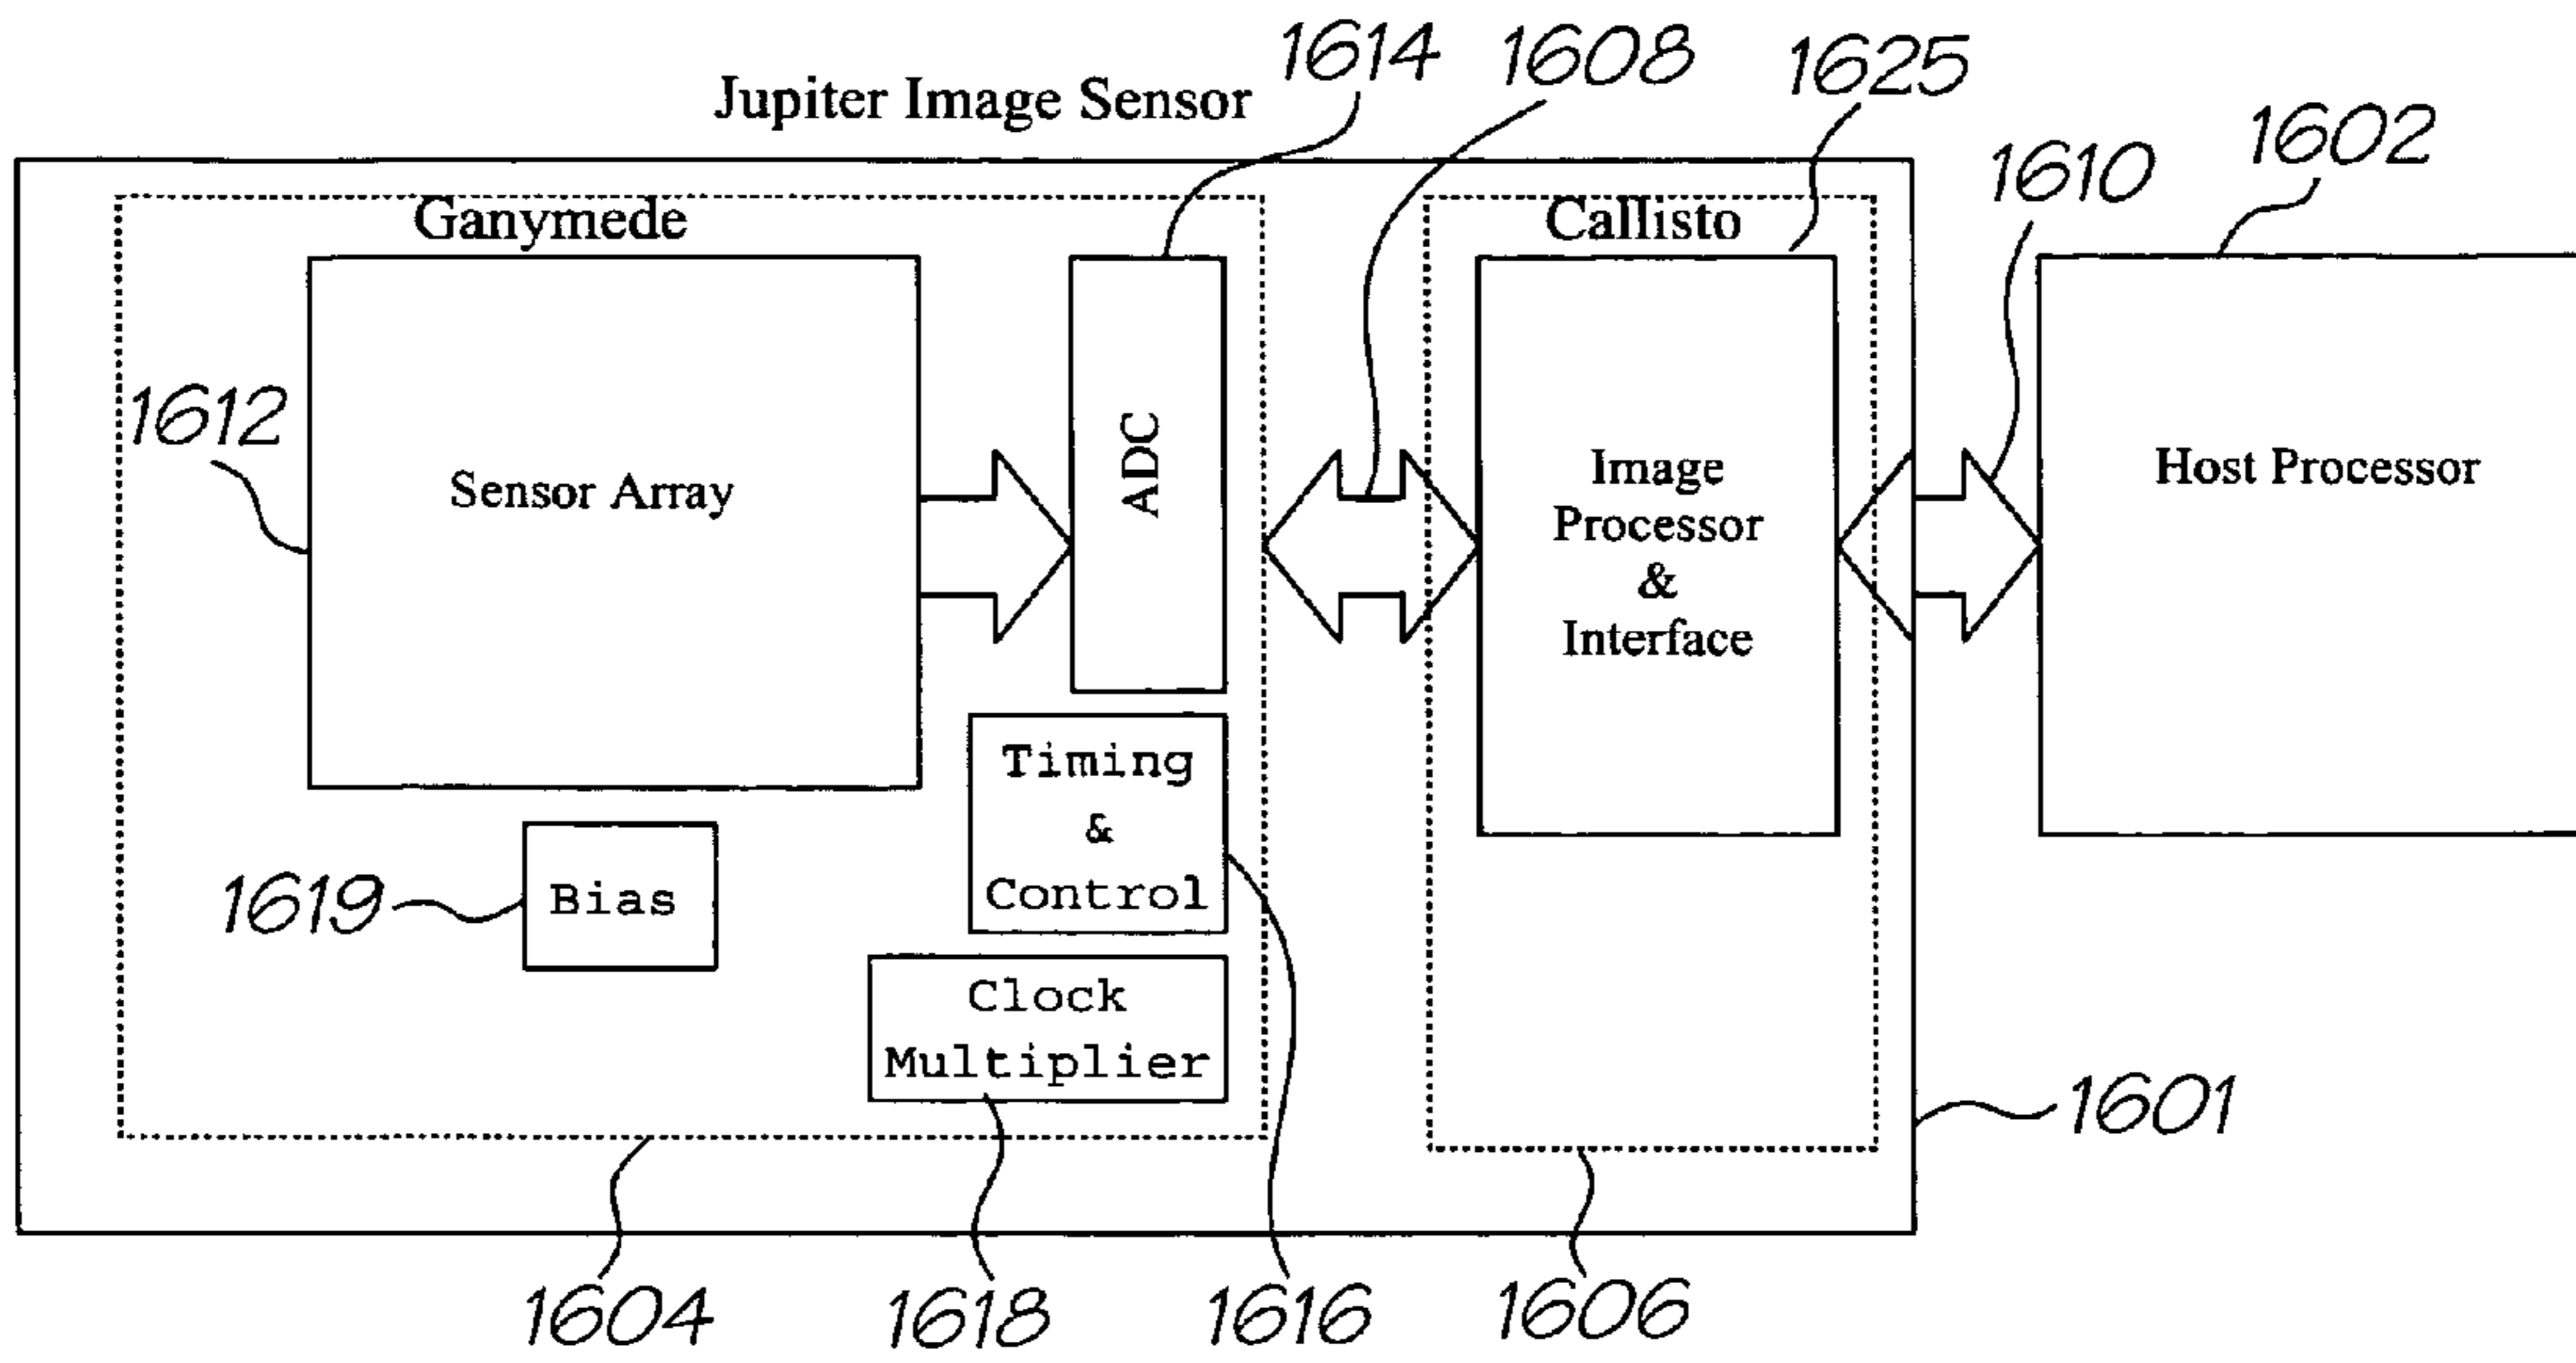 1614
1608
1625
Jupiter Image Sensor
1602
1610
Ganymede
Callisto
1612
Sensor Array
ADC
Image
Processor
&
Interface
Host Processor
Timing
&
Control
1619
Bias
Clock
Multiplier
1601
1604
1618
1616
1606